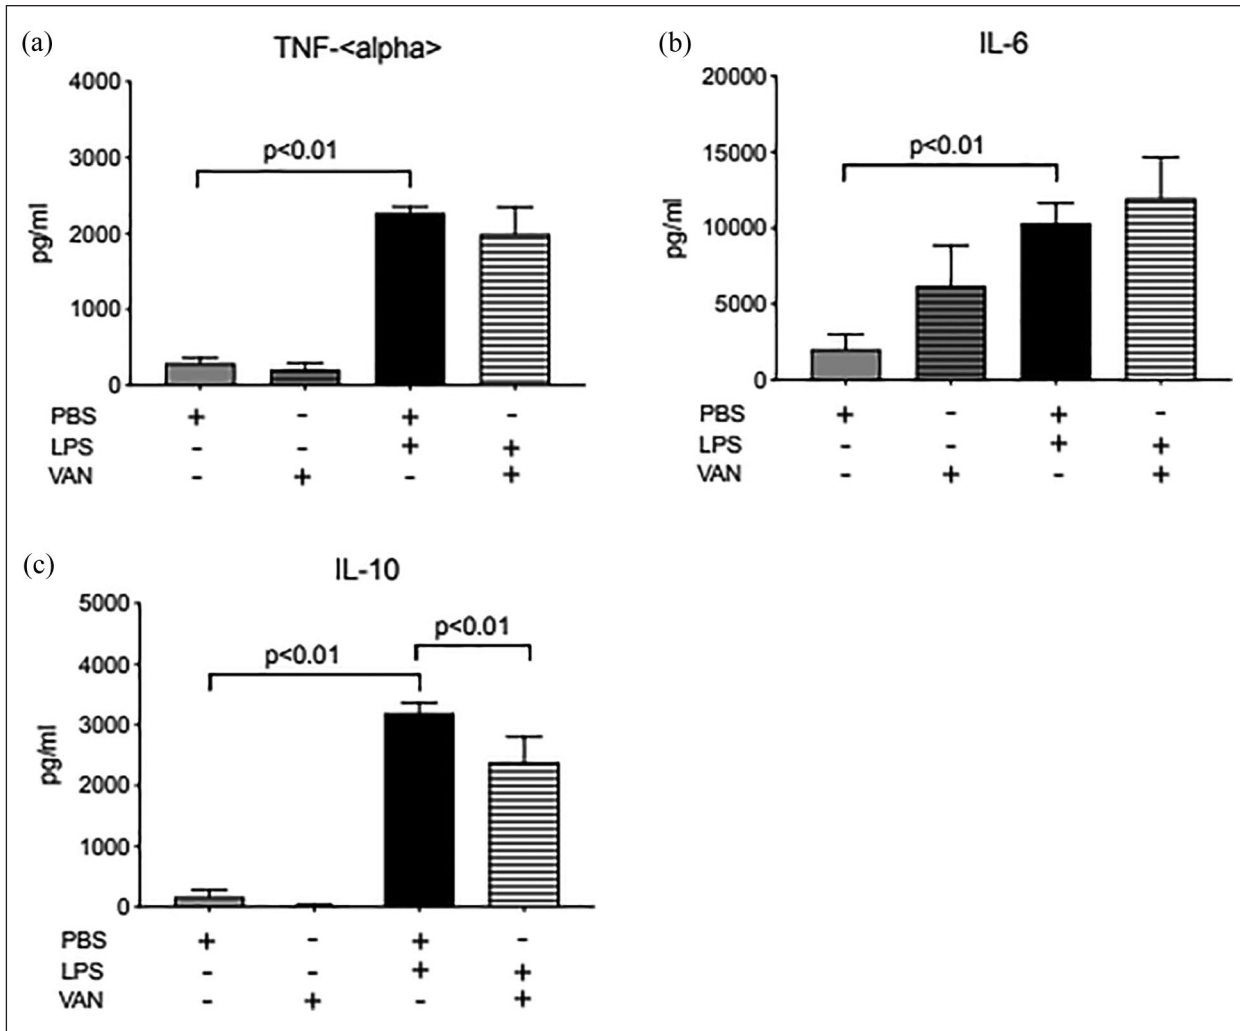 (a)
TNF-<alpha>
4000
3000
2000
1000
0
pg/ml
p<0.01
PBS + - + -
LPS - - + +
VAN - + - +
(b)
IL-6
20000
15000
10000
5000
0
pg/ml
p<0.01
PBS + - + -
LPS - - + +
VAN - + - +
(c)
IL-10
5000
4000
3000
2000
1000
0
pg/ml
p<0.01
p<0.01
PBS + - + -
LPS - - + +
VAN - + - +